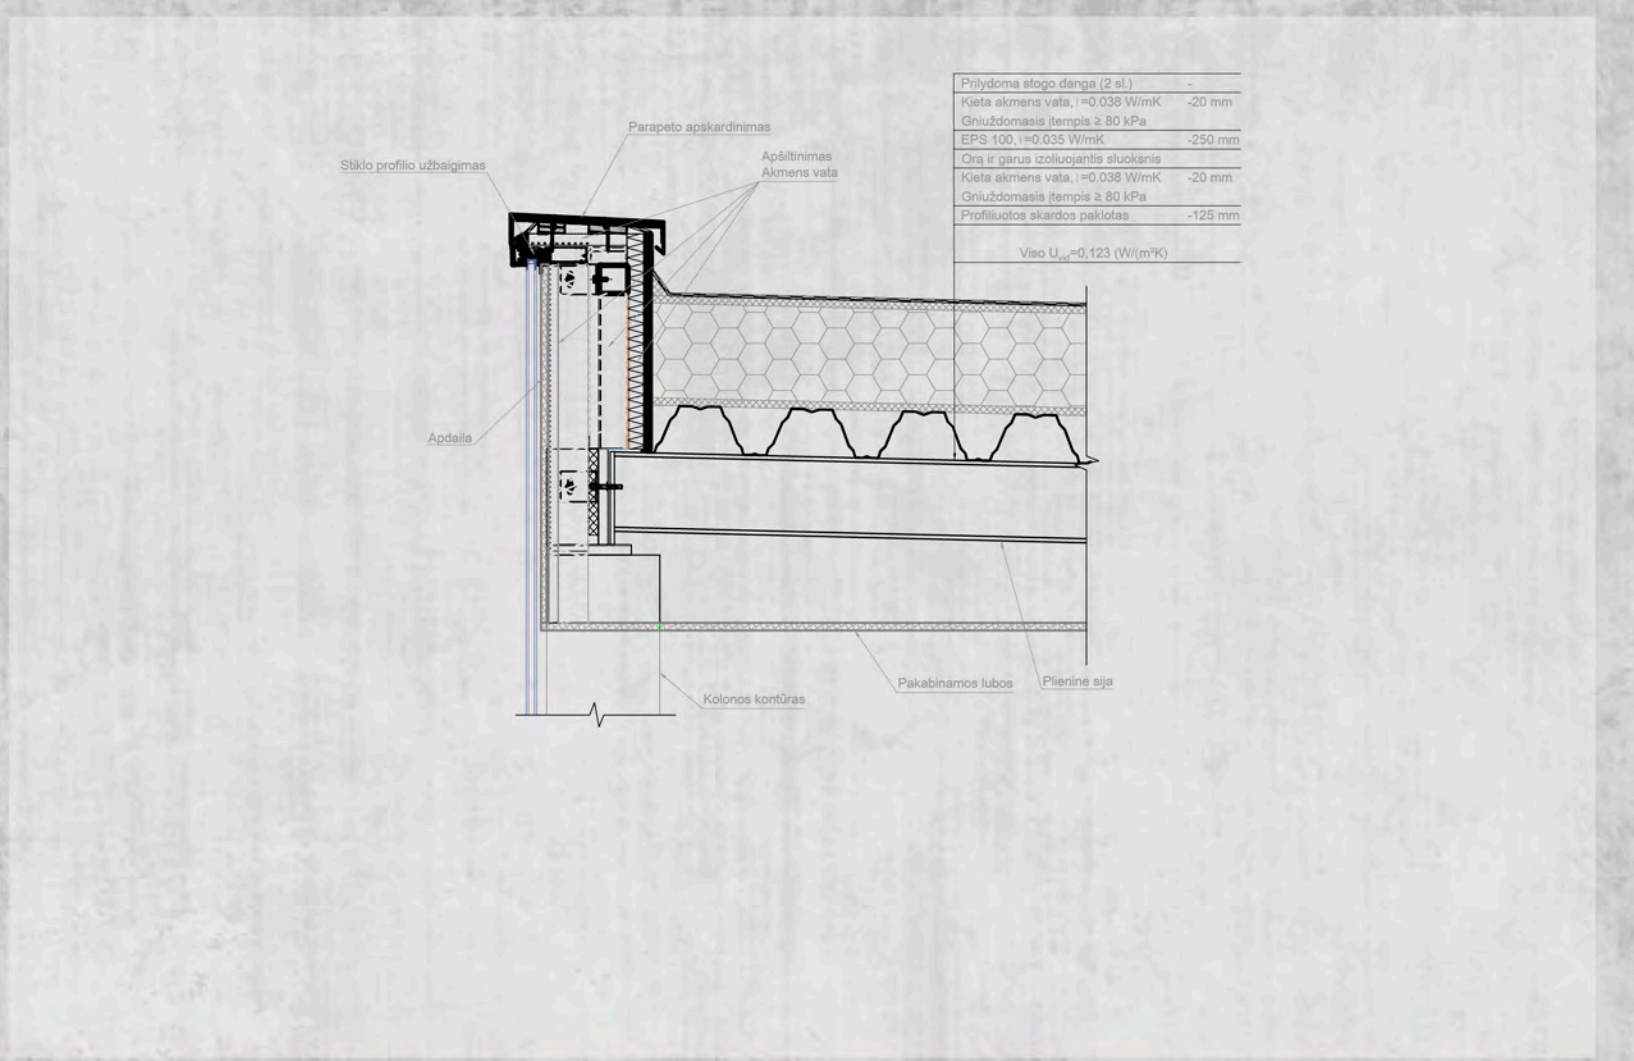 Prilydoma stogo danga (2 sl.) -
Kieta akmens vata, l=0.038 W/mK -20 mm
Gniuždomasis įtempis ≥ 80 kPa
EPS 100, l=0.035 W/mK -250 mm
Orą ir garus izoliuojantis sluoksnis
Kieta akmens vata, l=0.038 W/mK -20 mm
Gniuždomasis įtempis ≥ 80 kPa
Profiliuotos skardos paklotas -125 mm
Viso Uvid=0,123 (W/(m²K)
Parapeto apskardinimas
Apšiltinimas
Akmens vata
Stiklo profilio užbaigimas
Apdaila
Pakabinamos lubos
Plieninė sija
Kolonos kontūras